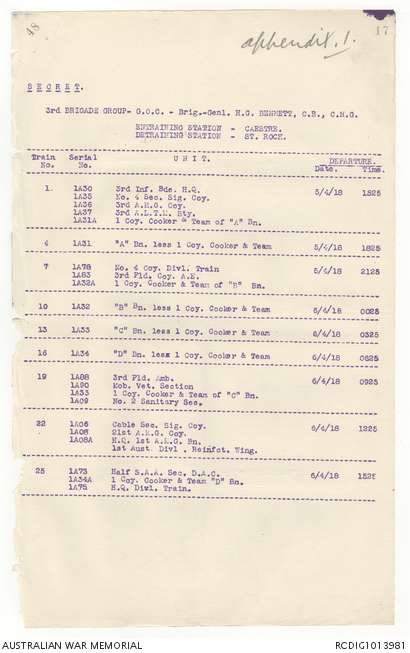 48
17
appendix.1.
SECRET.
3rd BRIGADE GROUP- G.O.C. - Brig.-Genl. H.G. BENNETT, C.B., C.M.G.
ENTRAINING STATION - CAESTRE.
DETRAINING STATION - ST. ROCH.
Train No. Serial No. UNIT. DEPARTURE. Date. Time.
1. 1A30 3rd Inf. Bde. H.Q. 5/4/18 1525
1A35 No. 4 Sec. Sig. Coy.
1A36 3rd A.M.G. Coy.
1A37 3rd A.L.T.M. Bty.
1A31A 1 Coy. Cooker & Team of "A" Bn.
4 1A31 "A" Bn. less 1 Coy. Cooker & Team 5/4/18 1825
7 1A78 No. 4 Coy. Divl. Train 5/4/18 2125
1A83 3rd Fld. Coy. A.E.
1A32A 1 Coy. Cooker & Team of "B" Bn.
10 1A32 "B" Bn. less 1 Coy. Cooker & Team 6/4/18 0025
13 1A33 "C" Bn. less 1 Coy. Cooker & Team 6/4/18 0325
16 1A34 "D" Bn. less 1 Coy. Cooker & Team 6/4/18 0625
19 1A88 3rd Fld. Amb. 6/4/18 0925
1A90 Mob. Vet. Section
1A33 1 Coy. Cooker & Team of "C" Bn.
1A09 No. 2 Sanitary Sec.
22 1A06 Cable Sec. Sig. Coy. 6/4/18 1225
1A08 21st A.M.G. Coy.
1A08A H.Q. 1st A.M.G. Bn.
1st Aust. Divl. Reinfct. Wing.
25 1A73 Half S.A.A. Sec. D.A.C. 6/4/18 1525
1A34A 1 Coy. Cooker & Team "D" Bn.
1A75 H.Q. Divl. Train.
AUSTRALIAN WAR MEMORIAL
RCDIG1013981